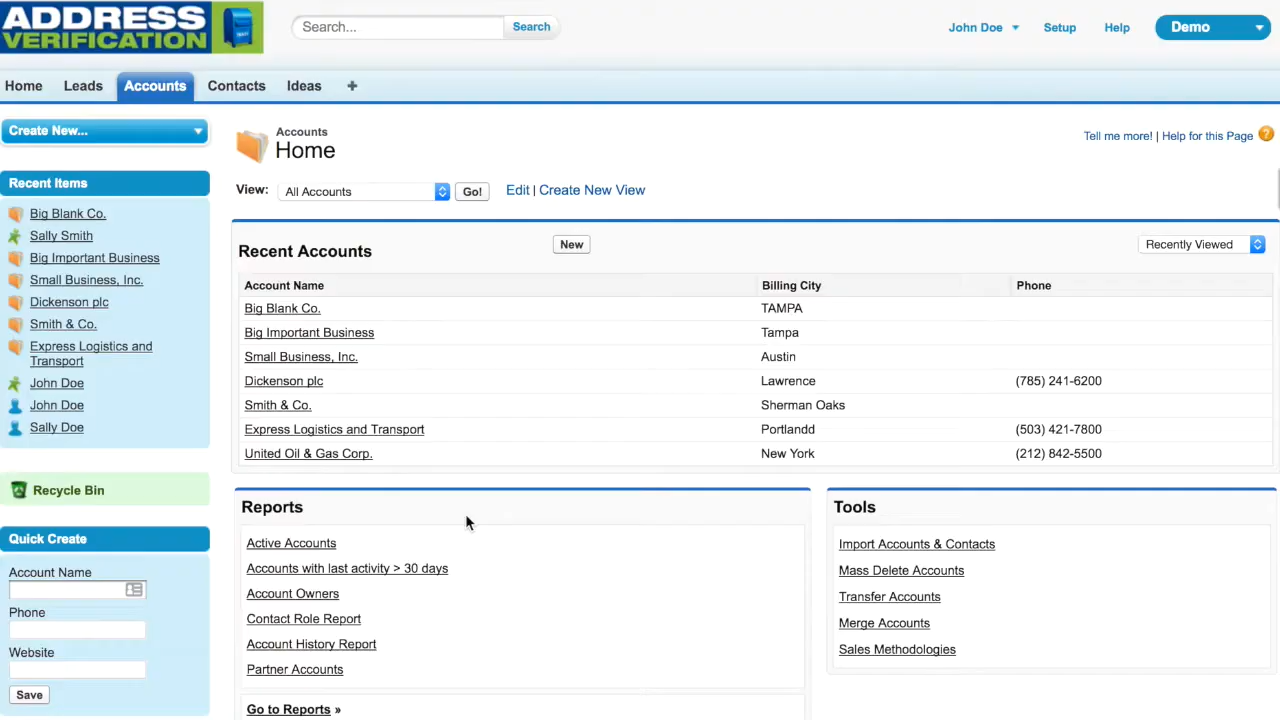 ADDRESS
VERIFICATION
Search... Search
John Doe Setup Help Demo
Home Leads Accounts Contacts Ideas +
Create New...
Recent Items
Big Blank Co.
Sally Smith
Big Important Business
Small Business, Inc.
Dickenson plc
Smith & Co.
Express Logistics and
Transport
John Doe
John Doe
Sally Doe
Recycle Bin
Quick Create
Account Name
Phone
Website
Save
Accounts
Home
Tell me more! | Help for this Page ?
View: All Accounts Go! Edit | Create New View
Recent Accounts New Recently Viewed
Account Name Billing City Phone
Big Blank Co. TAMPA
Big Important Business Tampa
Small Business, Inc. Austin
Dickenson plc Lawrence (785) 241-6200
Smith & Co. Sherman Oaks
Express Logistics and Transport Portlandd (503) 421-7800
United Oil & Gas Corp. New York (212) 842-5500
Reports
Active Accounts
Accounts with last activity > 30 days
Account Owners
Contact Role Report
Account History Report
Partner Accounts
Go to Reports »
Tools
Import Accounts & Contacts
Mass Delete Accounts
Transfer Accounts
Merge Accounts
Sales Methodologies